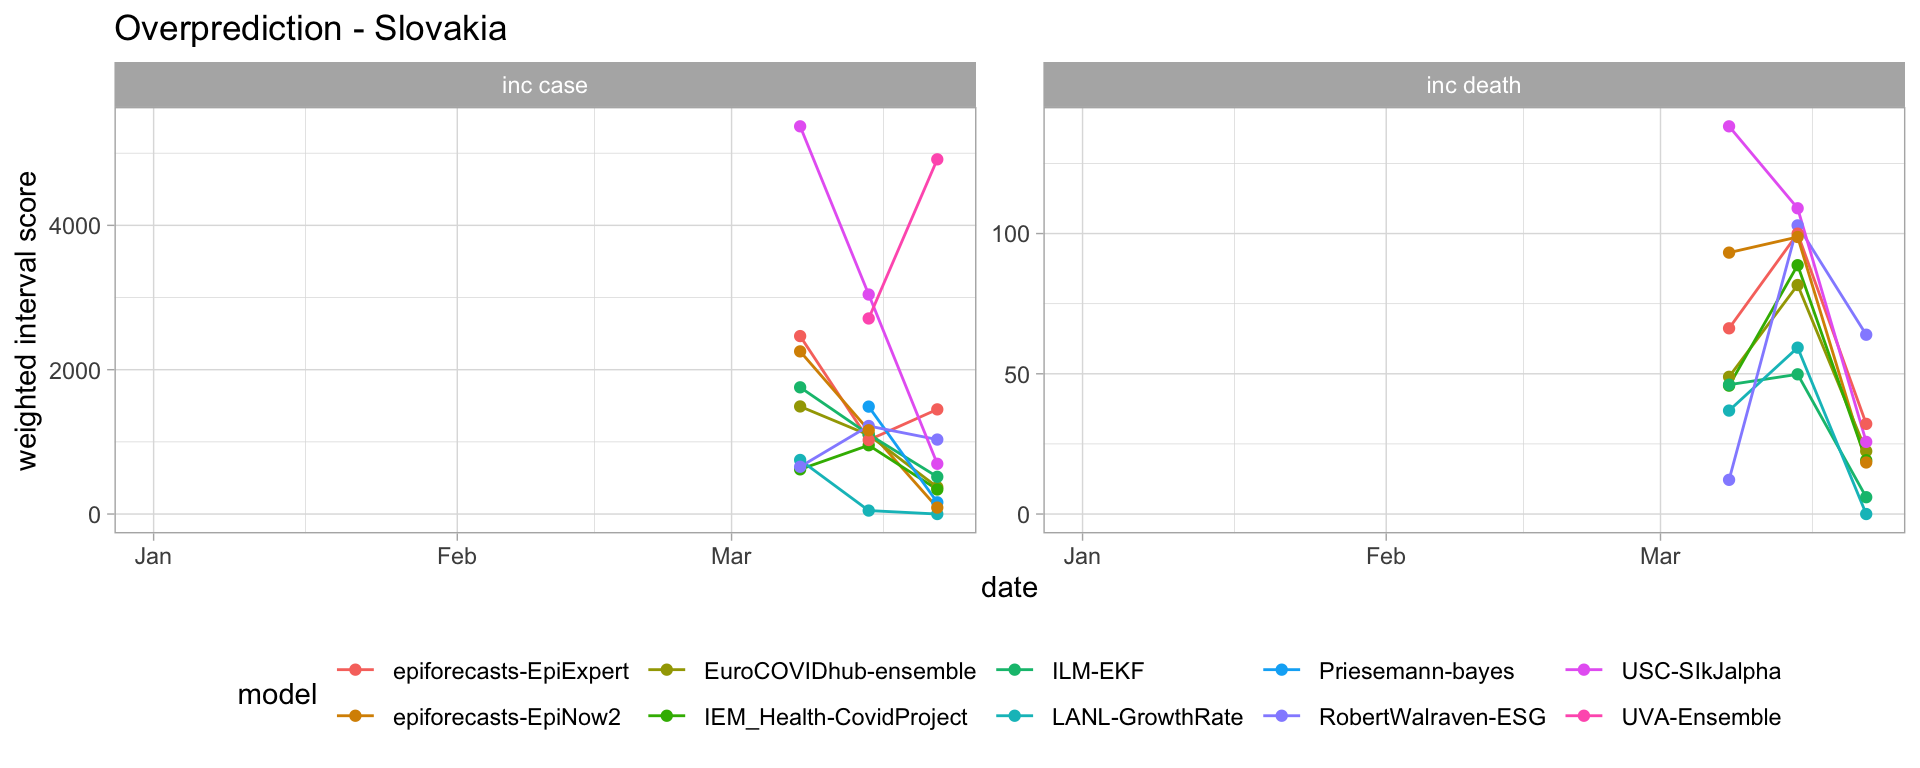 Overprediction - Slovakia
inc case
inc death
weighted interval score
4000
2000
0
100
50
0
Jan
Feb
Mar
Jan
Feb
Mar
date
model
epiforecasts-EpiExpert
EuroCOVIDhub-ensemble
ILM-EKF
Priesemann-bayes
USC-SIkJalpha
epiforecasts-EpiNow2
IEM_Health-CovidProject
LANL-GrowthRate
RobertWalraven-ESG
UVA-Ensemble